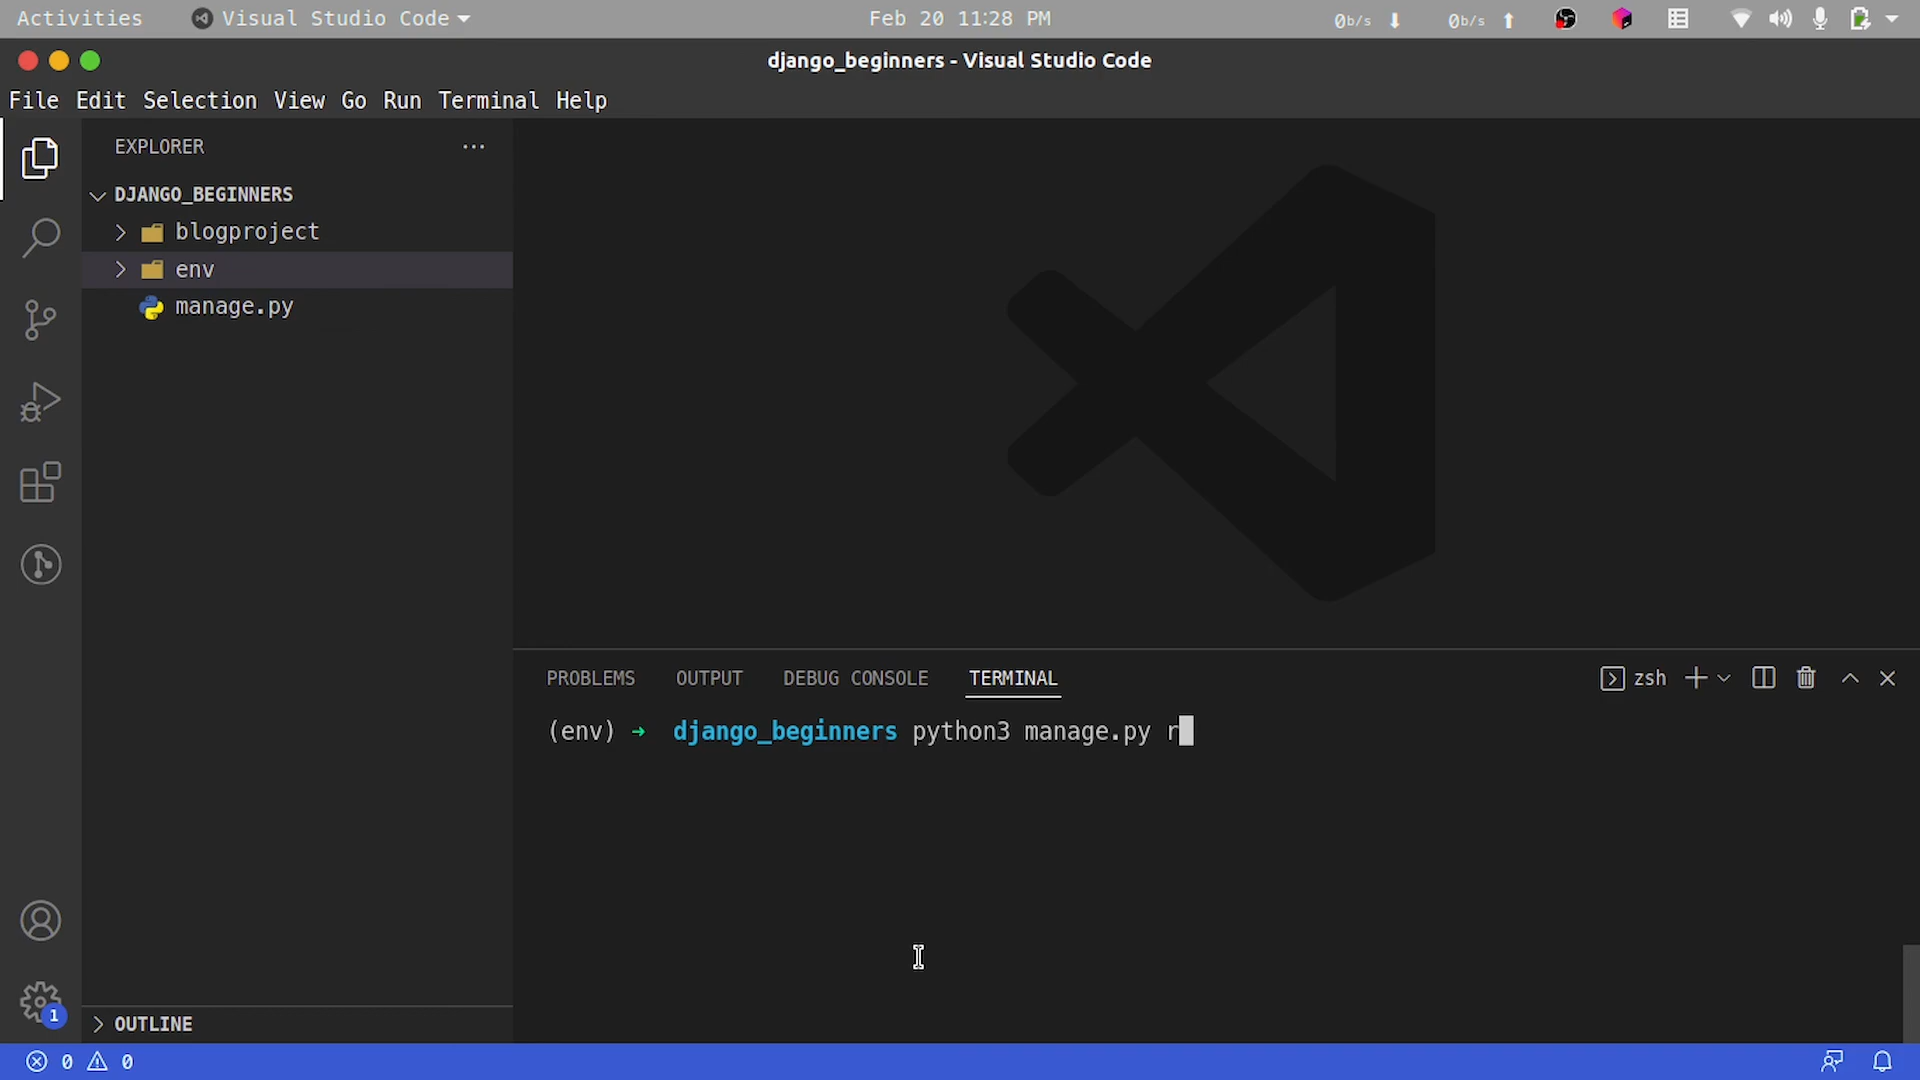 Activities Visual Studio Code Feb 20 11:28 PM 0b/s 0b/s
django_beginners - Visual Studio Code
File Edit Selection View Go Run Terminal Help
EXPLORER
DJANGO_BEGINNERS
blogproject
env
manage.py
PROBLEMS OUTPUT DEBUG CONSOLE TERMINAL zsh
(env) ➜ django_beginners python3 manage.py r
1
OUTLINE
0 0